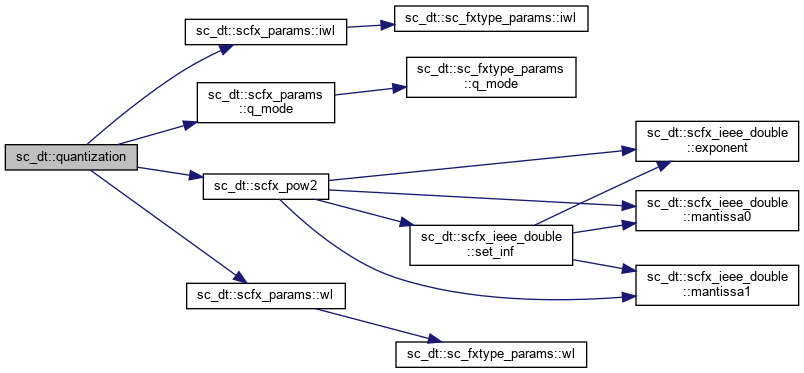 sc_dt::quantization
sc_dt::scfx_params::iwl
sc_dt::sc_fxtype_params::iwl
sc_dt::scfx_params
::q_mode
sc_dt::sc_fxtype_params
::q_mode
sc_dt::scfx_pow2
sc_dt::scfx_ieee_double
::exponent
sc_dt::scfx_ieee_double
::mantissa0
sc_dt::scfx_ieee_double
::set_inf
sc_dt::scfx_ieee_double
::mantissa1
sc_dt::scfx_params::wl
sc_dt::sc_fxtype_params::wl